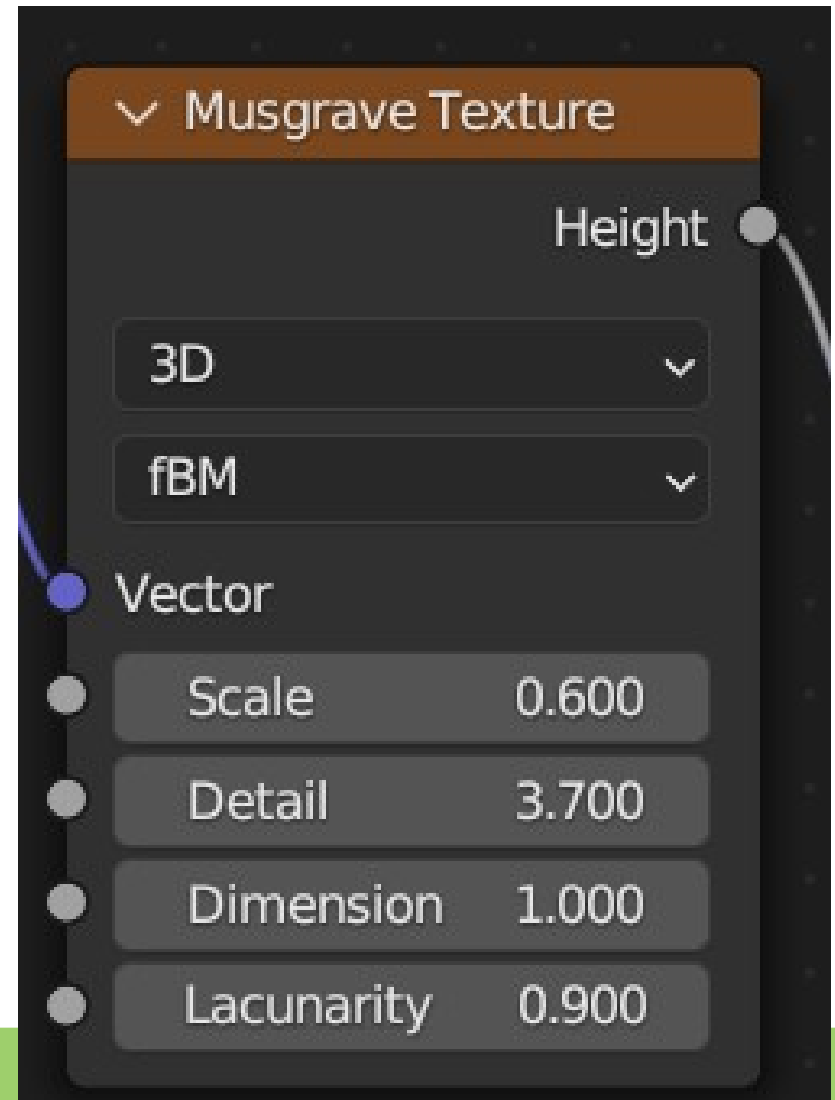 Musgrave Texture
Height
3D
fBM
Vector
Scale 0.600
Detail 3.700
Dimension 1.000
Lacunarity 0.900